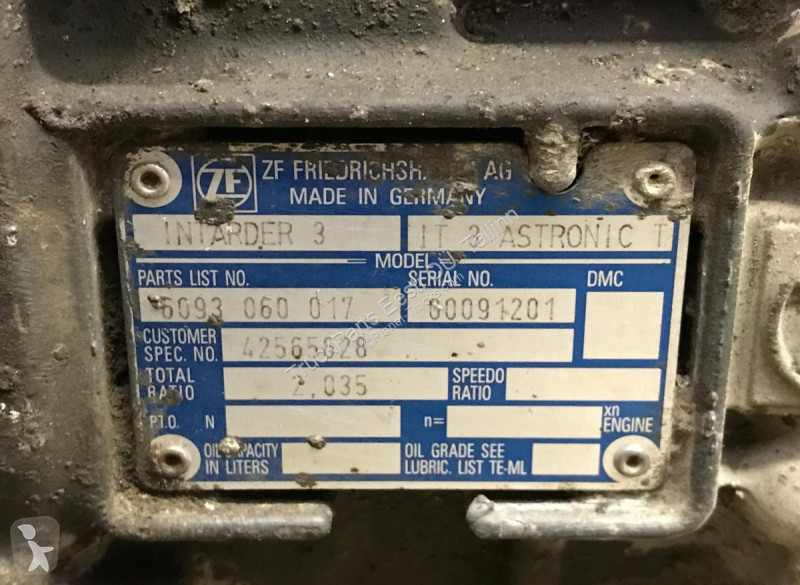 ZF FRIEDRICHSH. AG
MADE IN GERMANY
INTARDER 3 IT 3 ASTRONIC T
MODEL
PARTS LIST NO. SERIAL NO. DMC
6093 060 017 60091201
CUSTOMER
SPEC. NO. 42565628
TOTAL
RATIO 2,035 SPEEDO
RATIO
P.T.O. N n= xn
ENGINE
OIL CAPACITY
IN LITERS OIL GRADE SEE
LUBRIC. LIST TE-ML